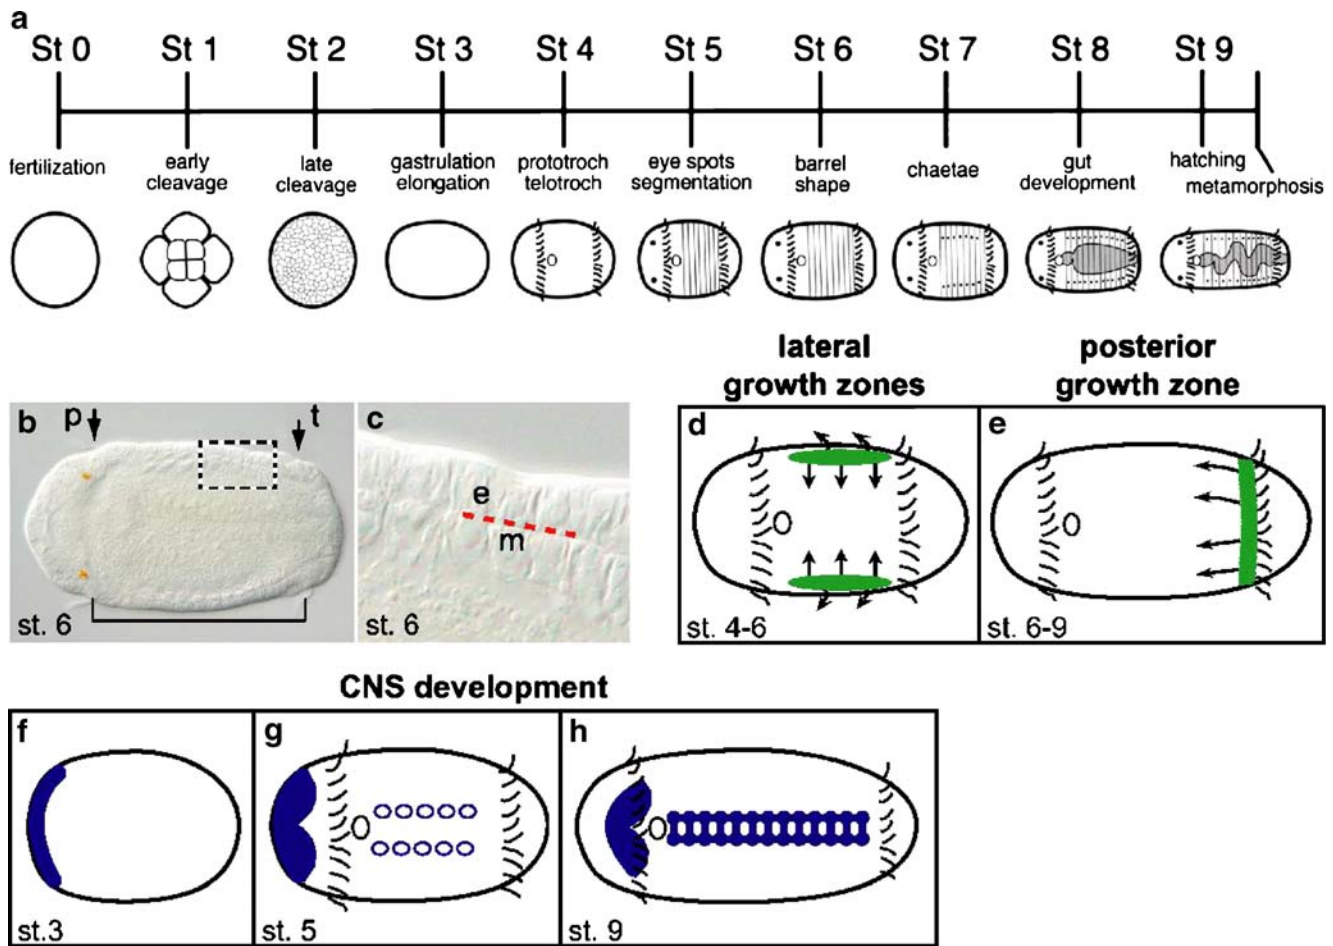 a
St 0 St 1 St 2 St 3 St 4 St 5 St 6 St 7 St 8 St 9
fertilization
early
cleavage
late
cleavage
gastrulation
elongation
prototroch
telotroch
eye spots
segmentation
barrel
shape
chaetae
gut
development
hatching
metamorphosis
lateral
growth zones
posterior
growth zone
b p t
st. 6
c
e
m
st. 6
d
st. 4-6
e
st. 6-9
CNS development
f
st.3
g
st. 5
h
st. 9